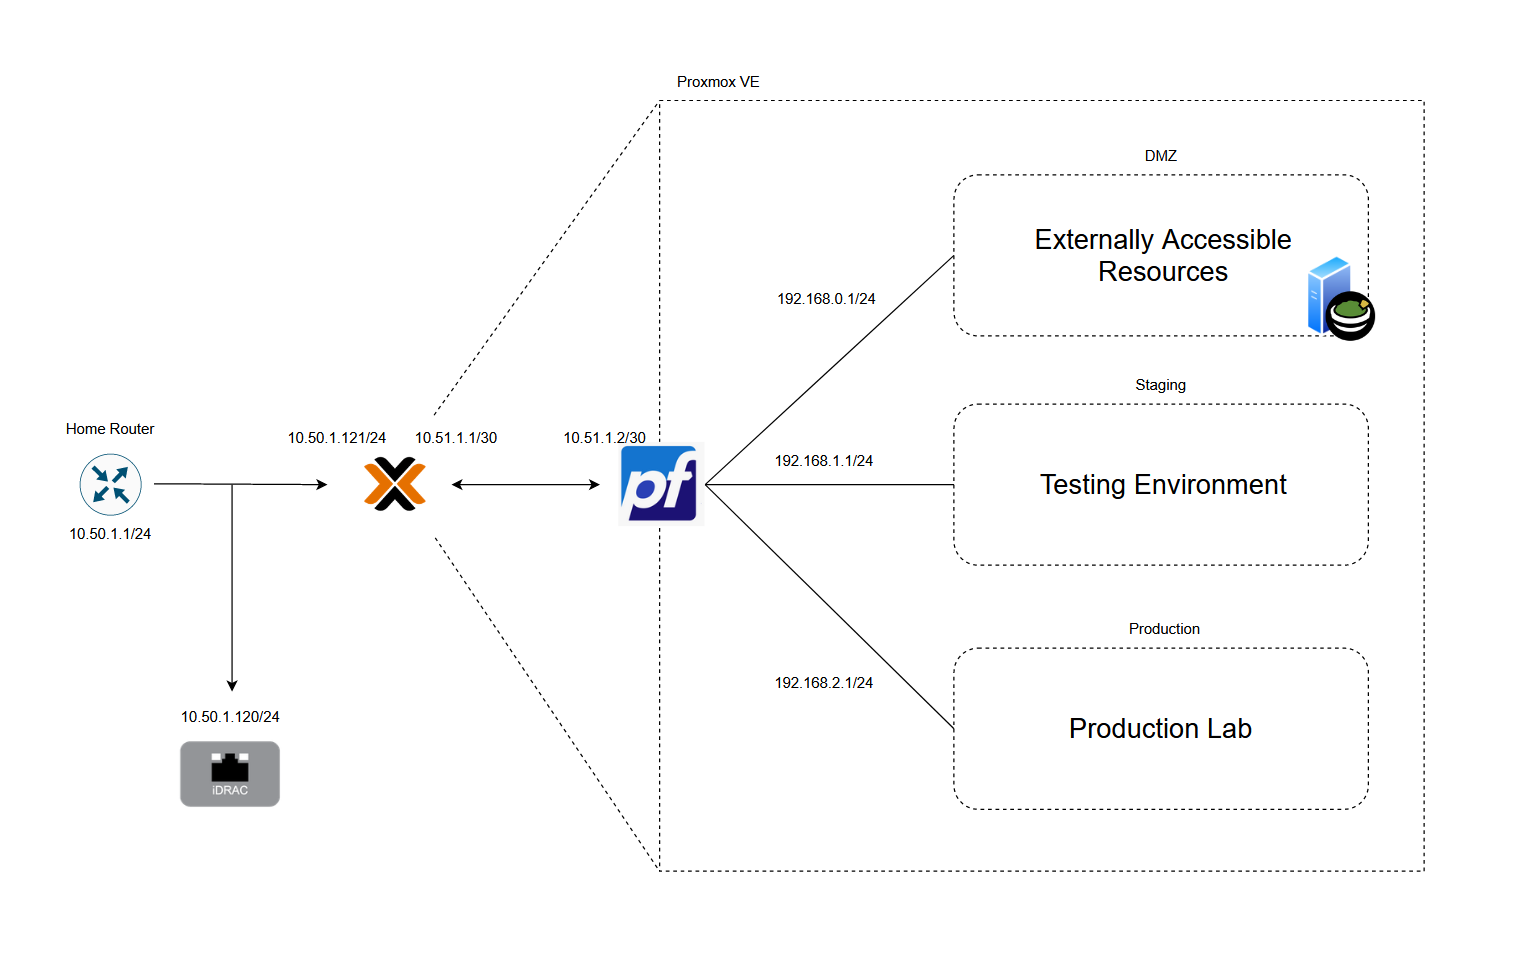 Proxmox VE
DMZ
Externally Accessible
Resources
192.168.0.1/24
Staging
Home Router
10.50.1.121/24
10.51.1.1/30
10.51.1.2/30
192.168.1.1/24
pf
Testing Environment
10.50.1.1/24
Production
192.168.2.1/24
10.50.1.120/24
Production Lab
iDRAC